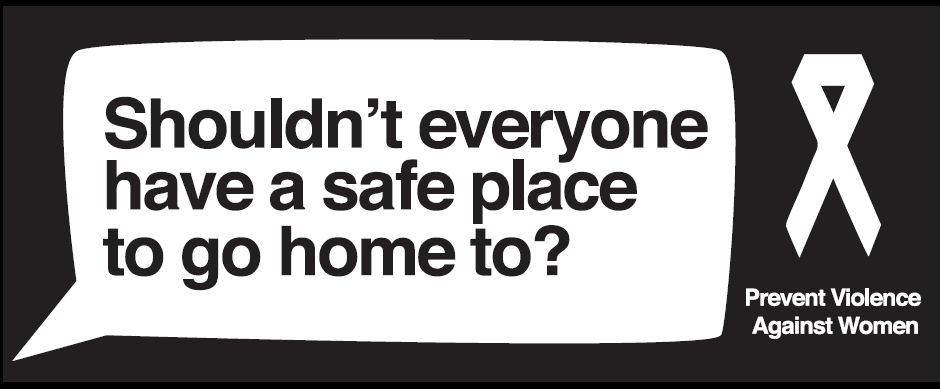 Shouldn't everyone
have a safe place
to go home to?
Prevent Violence
Against Women